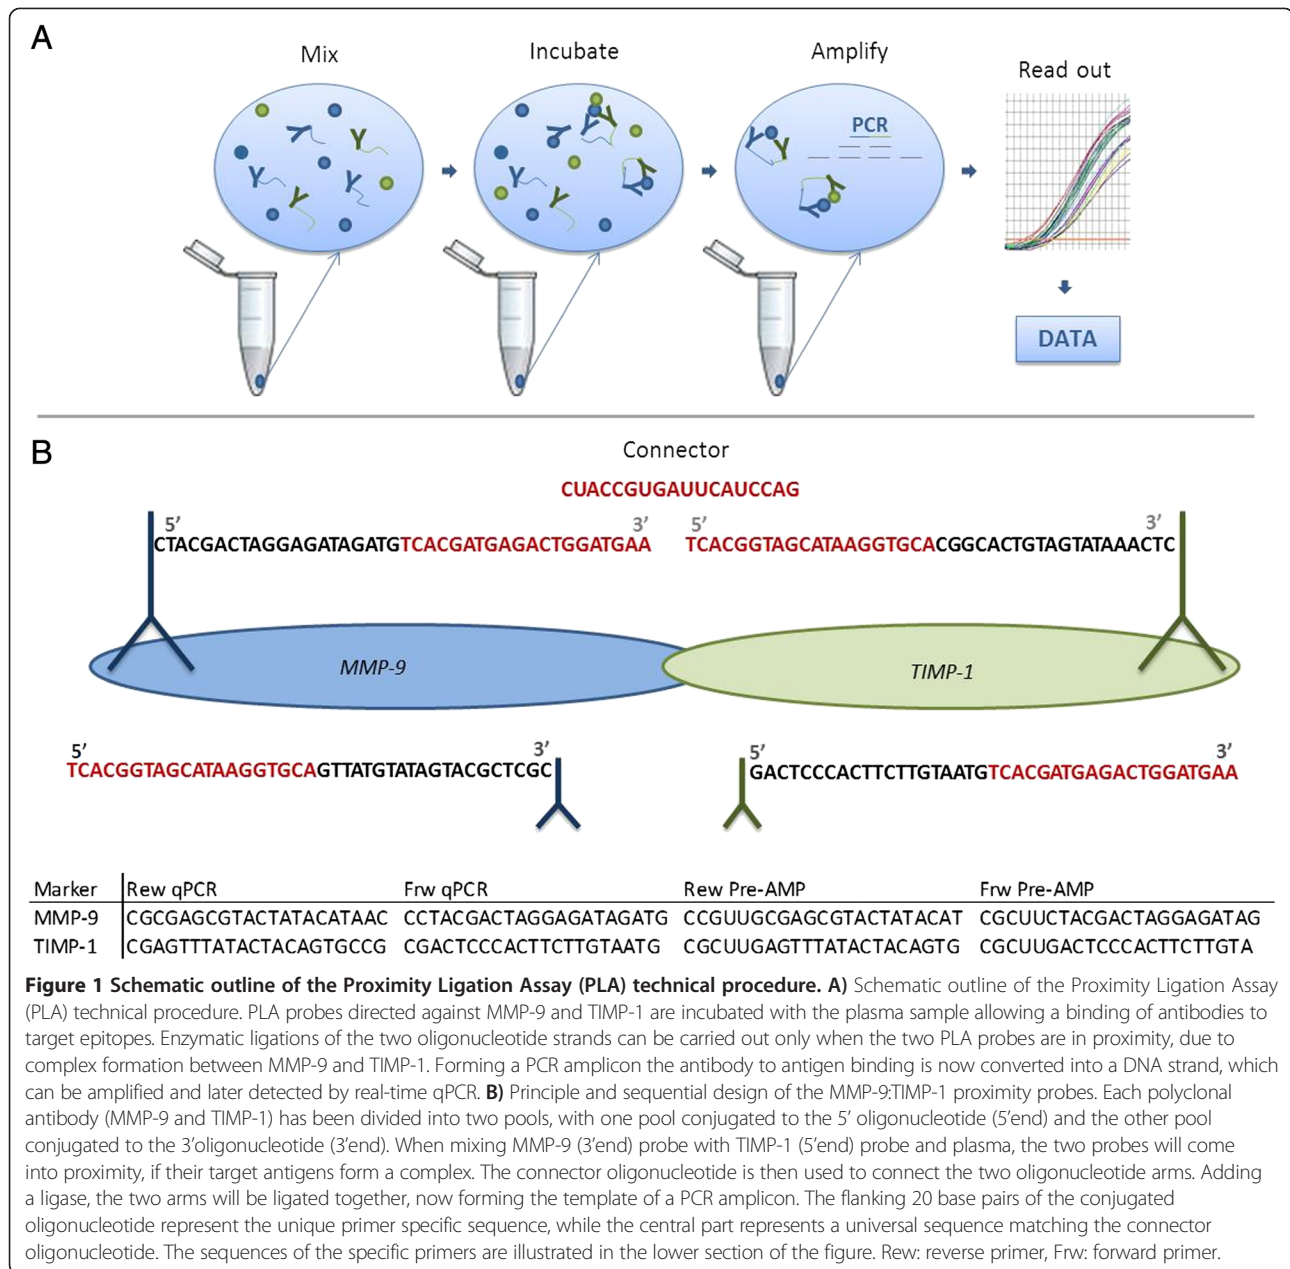 A
Mix
Incubate
Amplify
Read out
PCR
DATA
B
Connector
CUACCGUGAUUCAUCCAG
5’ 3’ 5’ 3’
CTACGACTAGGAGATAGATGTCACGATGAGACTGGATGAA TCACGGTAGCATAAGGTGCACGGCACTGTAGTATAAACTC
MMP-9 TIMP-1
5’ 3’ 5’ 3’
TCACGGTAGCATAAGGTGCAGTTATGTATAGTACGCTCGC GACTCCCACTTCTTGTAATGTCACGATGAGACTGGATGAA
Marker Rew qPCR Frw qPCR Rew Pre-AMP Frw Pre-AMP
MMP-9 CGCGAGCGTACTATACATAAC CCTACGACTAGGAGATAGATG CCGUUGCGAGCGTACTATACAT CGCUUCTACGACTAGGAGATAG
TIMP-1 CGAGTTTATACTACAGTGCCG CGACTCCCACTTCTTGTAATG CGCUUGAGTTTATACTACAGTG CGCUUGACTCCCACTTCTTGTA
Figure 1 Schematic outline of the Proximity Ligation Assay (PLA) technical procedure. A) Schematic outline of the Proximity Ligation Assay
(PLA) technical procedure. PLA probes directed against MMP-9 and TIMP-1 are incubated with the plasma sample allowing a binding of antibodies to
target epitopes. Enzymatic ligations of the two oligonucleotide strands can be carried out only when the two PLA probes are in proximity, due to
complex formation between MMP-9 and TIMP-1. Forming a PCR amplicon the antibody to antigen binding is now converted into a DNA strand, which
can be amplified and later detected by real-time qPCR. B) Principle and sequential design of the MMP-9:TIMP-1 proximity probes. Each polyclonal
antibody (MMP-9 and TIMP-1) has been divided into two pools, with one pool conjugated to the 5’ oligonucleotide (5’end) and the other pool
conjugated to the 3’oligonucleotide (3’end). When mixing MMP-9 (3’end) probe with TIMP-1 (5’end) probe and plasma, the two probes will come
into proximity, if their target antigens form a complex. The connector oligonucleotide is then used to connect the two oligonucleotide arms. Adding
a ligase, the two arms will be ligated together, now forming the template of a PCR amplicon. The flanking 20 base pairs of the conjugated
oligonucleotide represent the unique primer specific sequence, while the central part represents a universal sequence matching the connector
oligonucleotide. The sequences of the specific primers are illustrated in the lower section of the figure. Rew: reverse primer, Frw: forward primer.